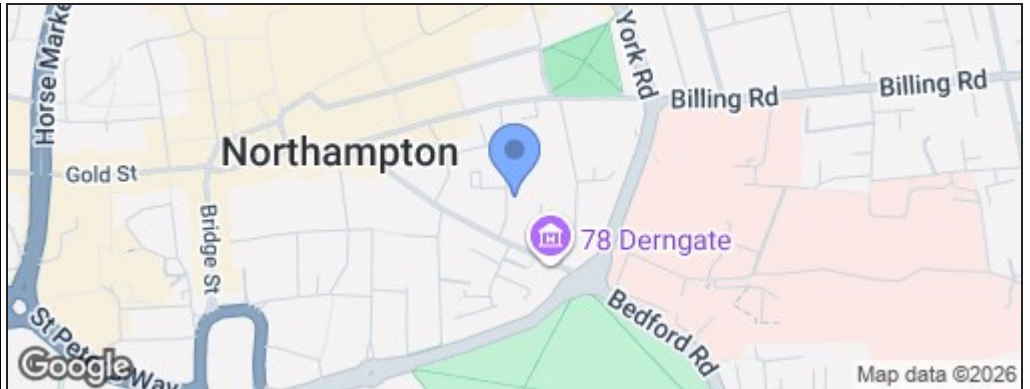 Horse Marke
York Rd
Billing Rd
Billing Rd
Northampton
Gold St
Bridge St
78 Derngate
Bedford Rd
St Peter's Way
Google
Map data ©2026